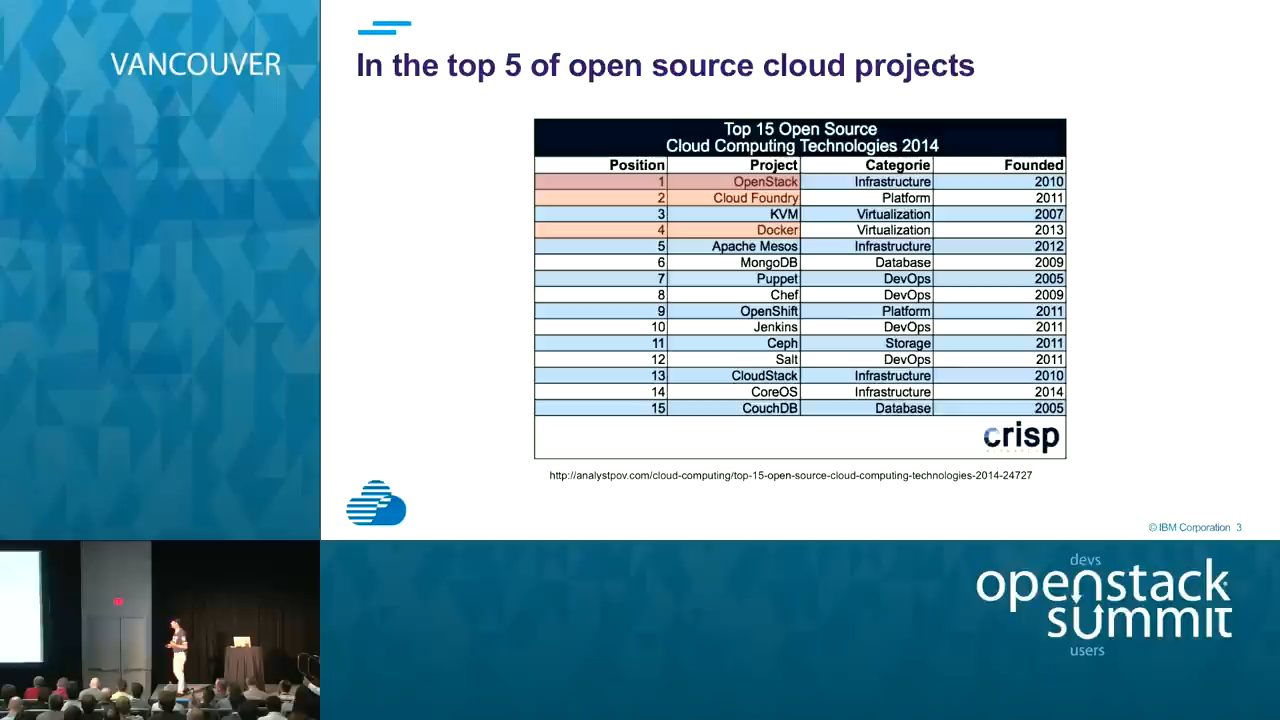 VANCOUVER
In the top 5 of open source cloud projects
Top 15 Open Source
Cloud Computing Technologies 2014
Position Project Categorie Founded
1 OpenStack Infrastructure 2010
2 Cloud Foundry Platform 2011
3 KVM Virtualization 2007
4 Docker Virtualization 2013
5 Apache Mesos Infrastructure 2012
6 MongoDB Database 2009
7 Puppet DevOps 2005
8 Chef DevOps 2009
9 OpenShift Platform 2011
10 Jenkins DevOps 2011
11 Ceph Storage 2011
12 Salt DevOps 2011
13 CloudStack Infrastructure 2010
14 CoreOS Infrastructure 2014
15 CouchDB Database 2005
crisp
http://analystpov.com/cloud-computing/top-15-open-source-cloud-computing-technologies-2014-24727
© IBM Corporation 3
devs
openstack
summit
users